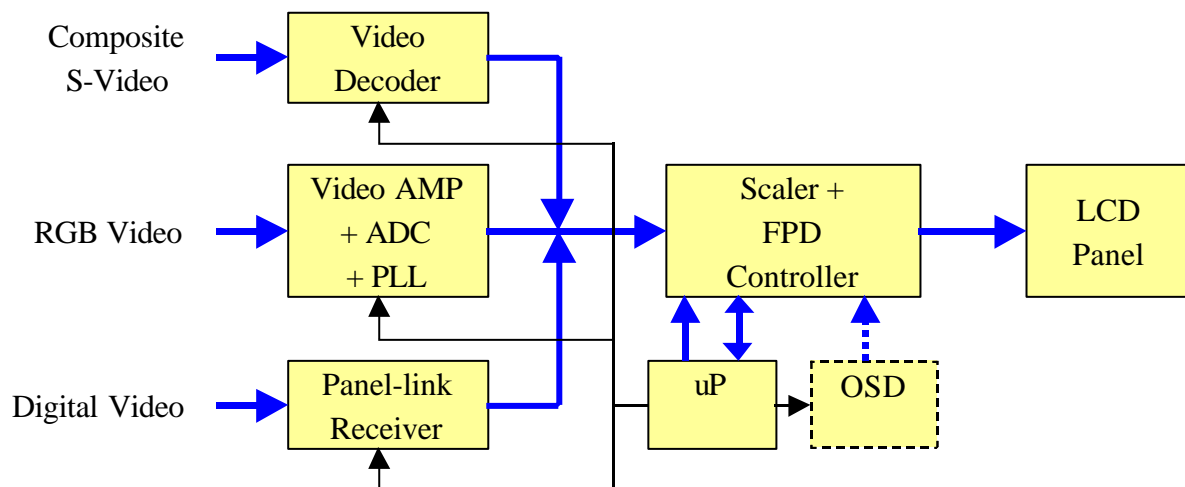 Composite
S-Video
Video
Decoder
RGB Video
Video AMP
+ ADC
+ PLL
Scaler +
FPD
Controller
LCD
Panel
Digital Video
Panel-link
Receiver
uP
OSD